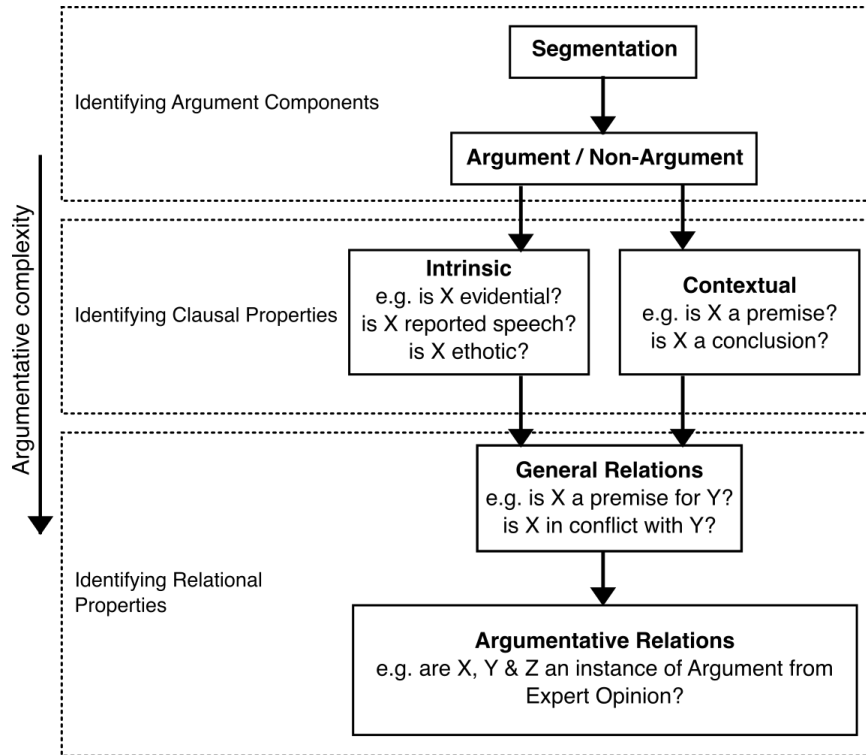 Segmentation
Identifying Argument Components
Argument / Non-Argument
Argumentative complexity
Identifying Clausal Properties
Intrinsic
e.g. is X evidential?
is X reported speech?
is X ethotic?
Contextual
e.g. is X a premise?
is X a conclusion?
General Relations
e.g. is X a premise for Y?
is X in conflict with Y?
Identifying Relational
Properties
Argumentative Relations
e.g. are X, Y & Z an instance of Argument from
Expert Opinion?